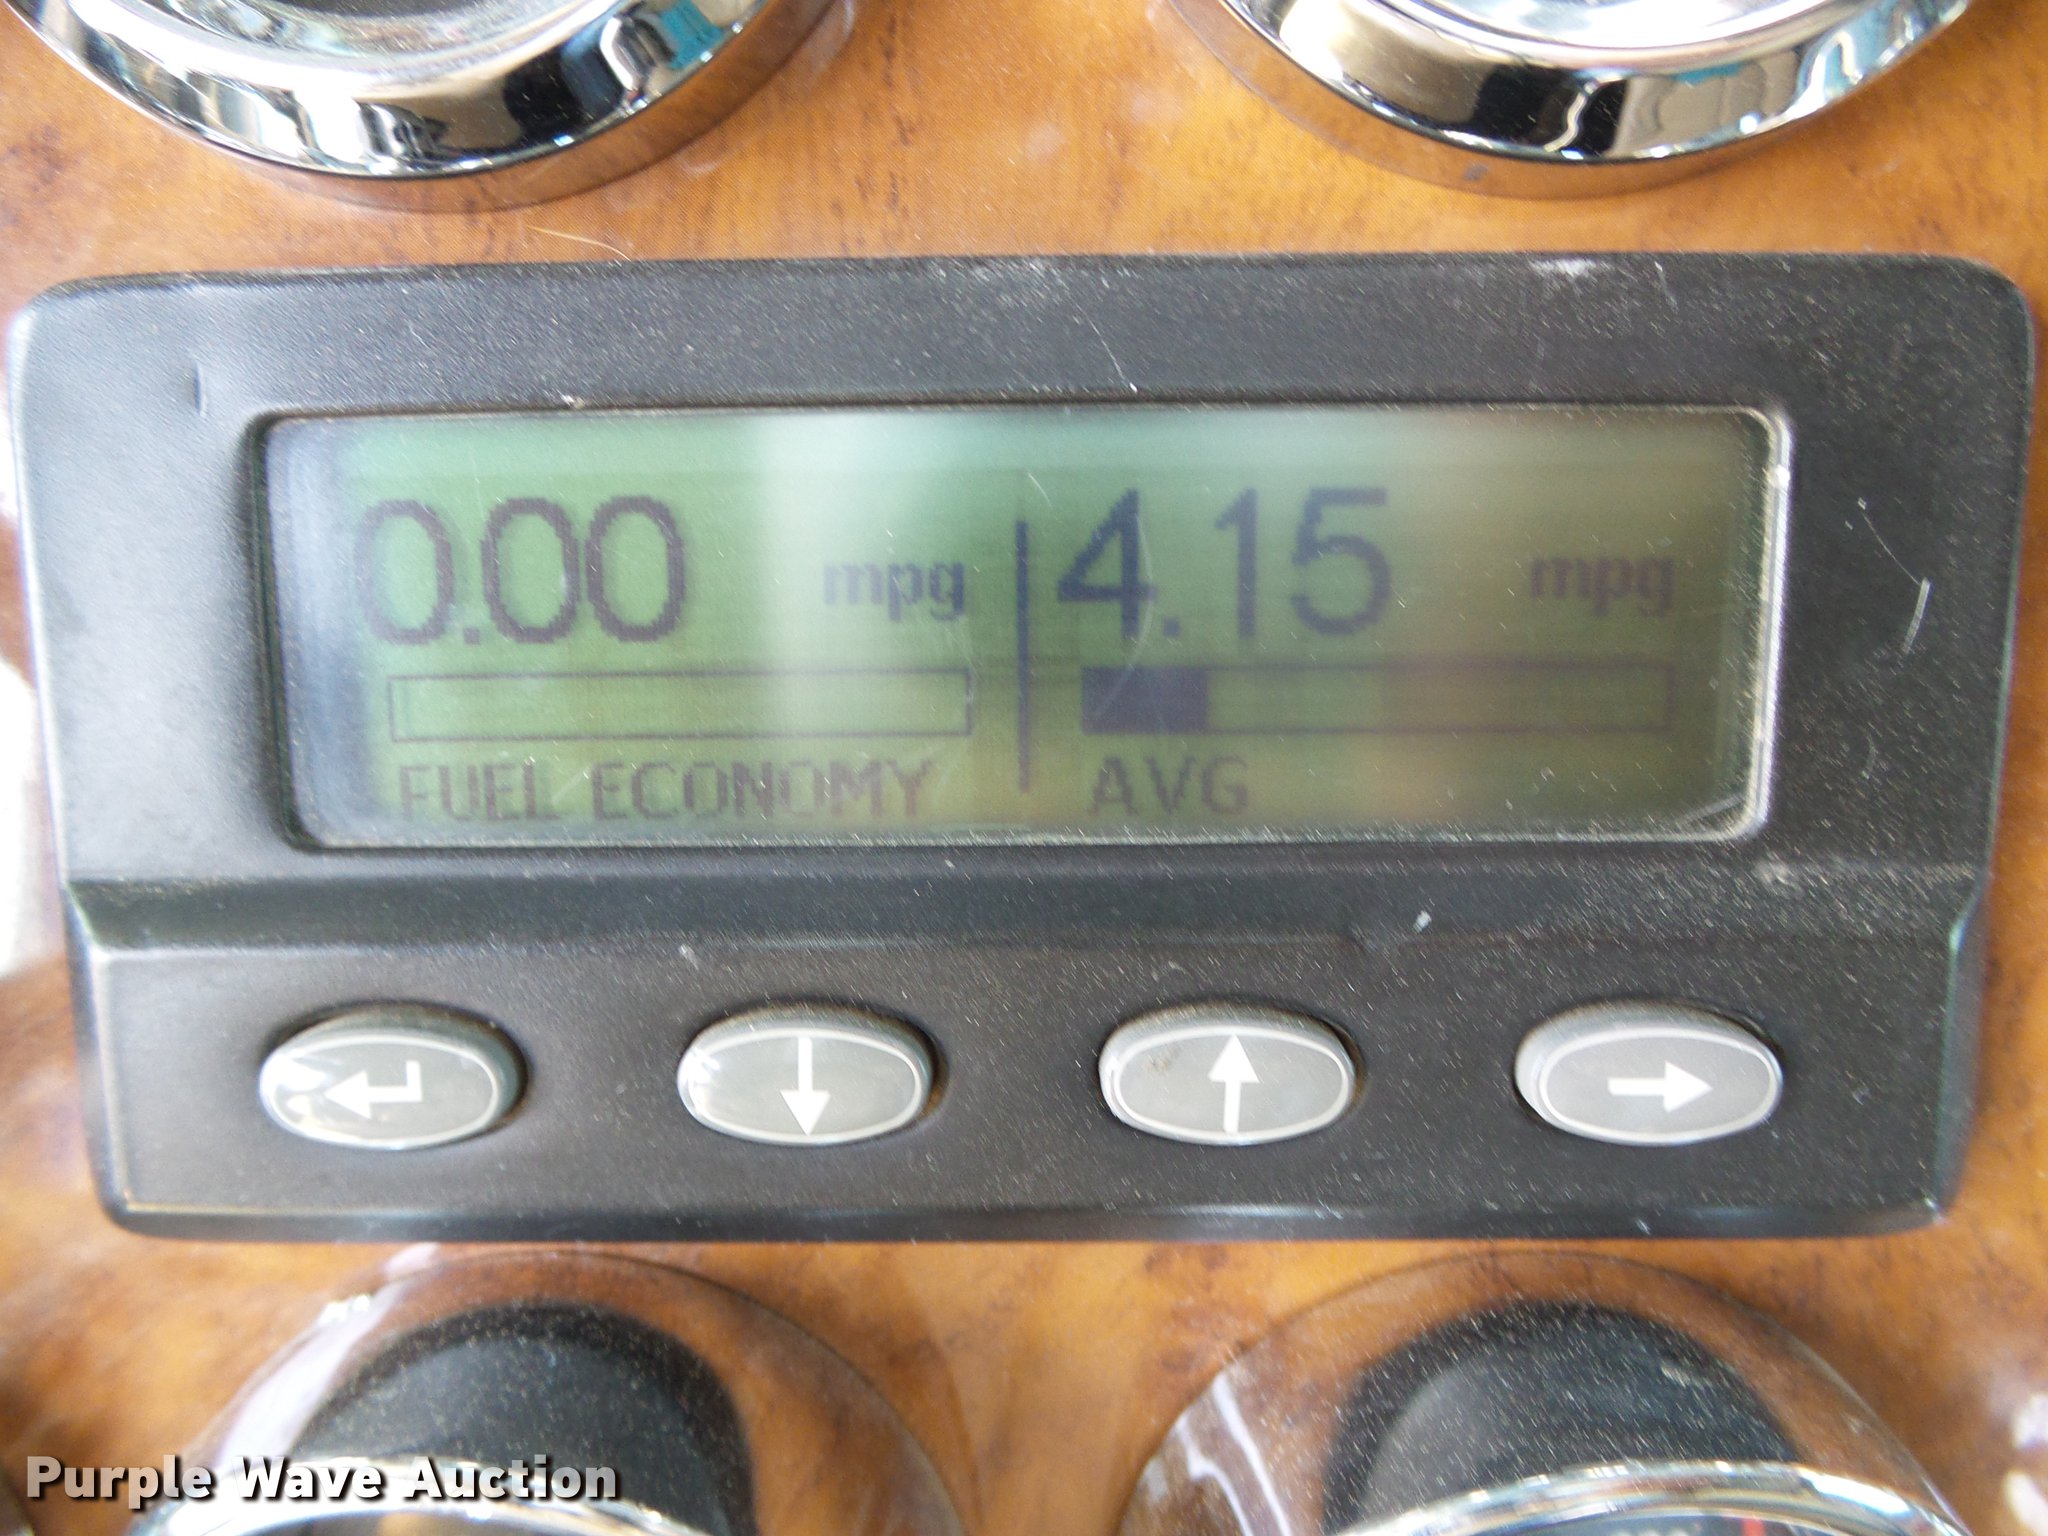 0.00 mpg 4.15 mpg
FUEL ECONOMY AVG
Purple Wave Auction